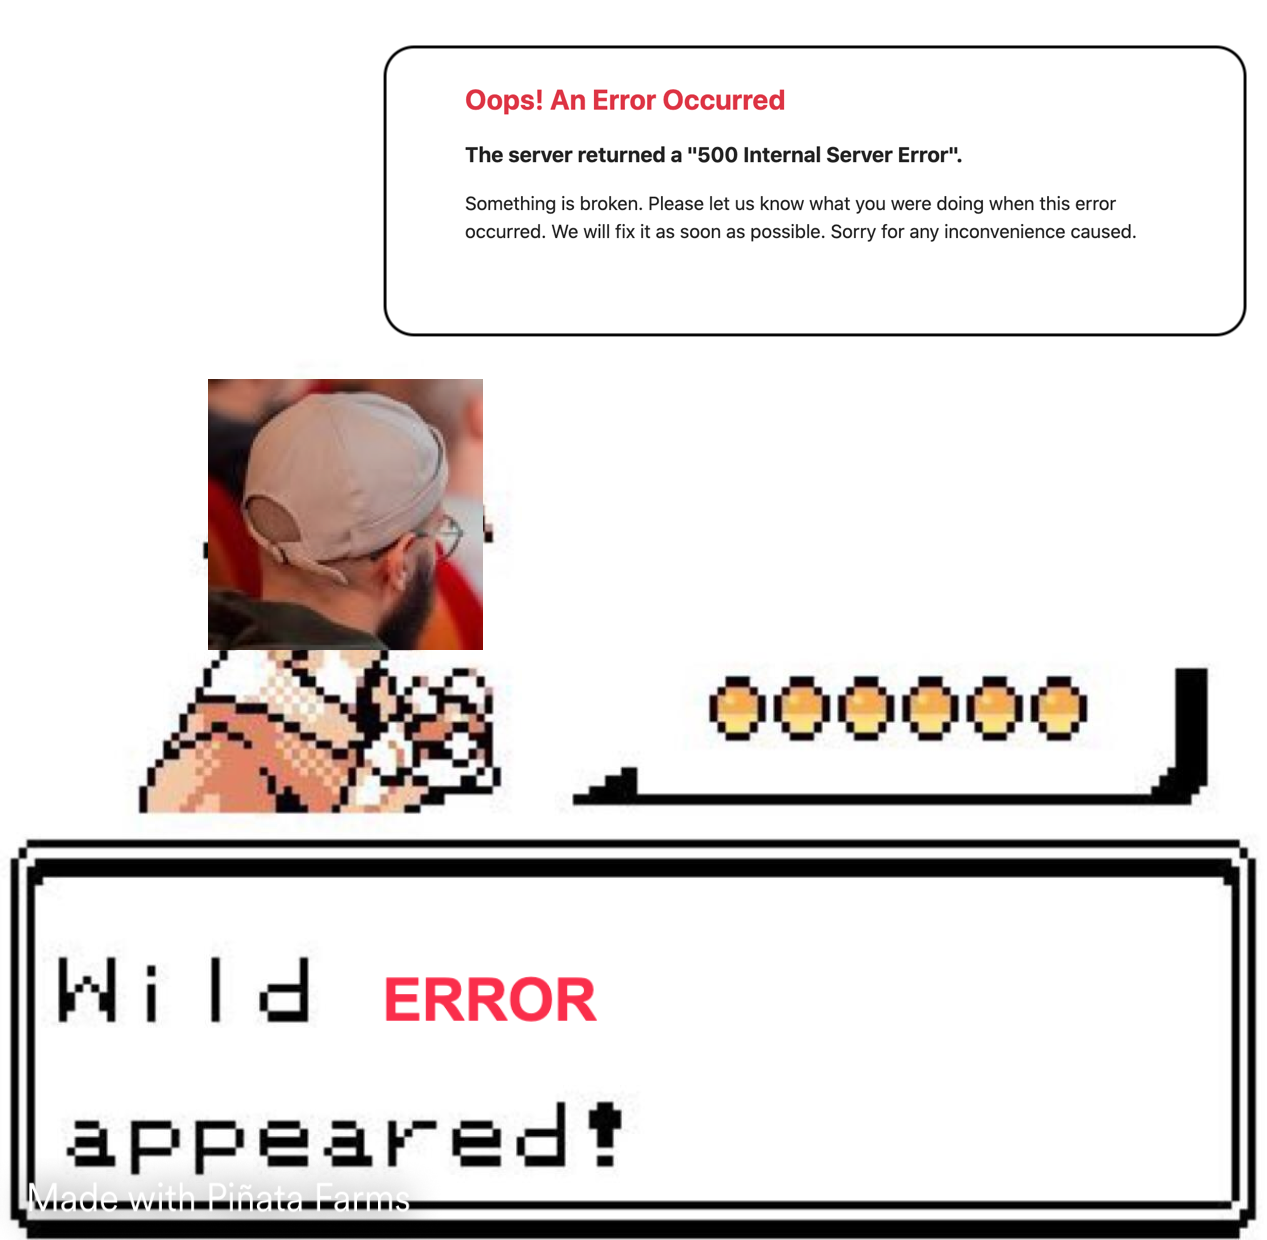 Oops! An Error Occurred
The server returned a "500 Internal Server Error".
Something is broken. Please let us know what you were doing when this error
occurred. We will fix it as soon as possible. Sorry for any inconvenience caused.
Wild ERROR
appeared!
Made with Piñata Farms